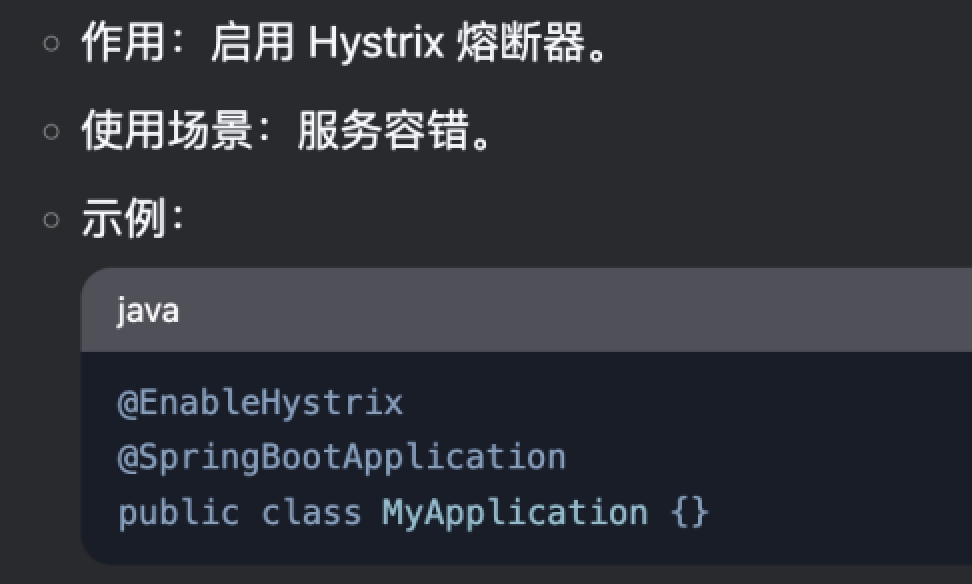 作用：启用 Hystrix 熔断器。
使用场景：服务容错。
示例：
java
@EnableHystrix
@SpringBootApplication
public class MyApplication {}